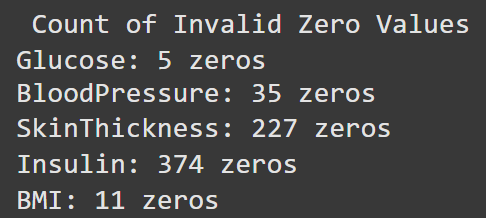 Count of Invalid Zero Values
Glucose: 5 zeros
BloodPressure: 35 zeros
SkinThickness: 227 zeros
Insulin: 374 zeros
BMI: 11 zeros